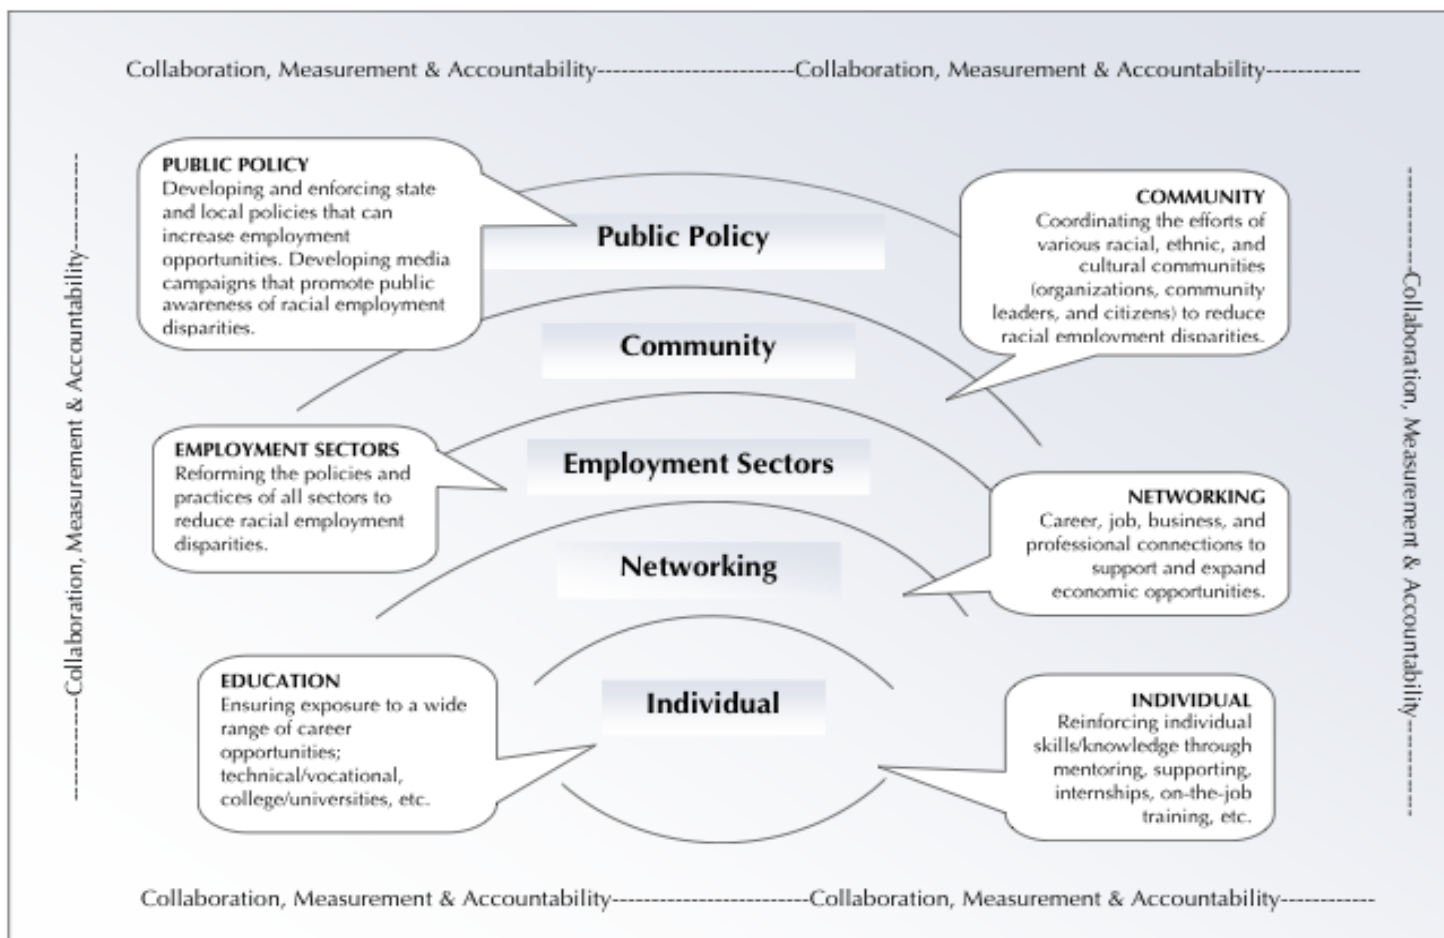 Collaboration, Measurement & Accountability-------------------------Collaboration, Measurement & Accountability------------
PUBLIC POLICY
Developing and enforcing state
and local policies that can
increase employment
opportunities. Developing media
campaigns that promote public
awareness of racial employment
disparities.
Public Policy
COMMUNITY
Coordinating the efforts of
various racial, ethnic, and
cultural communities
(organizations, community
leaders, and citizens) to reduce
racial employment disparities.
Community
EMPLOYMENT SECTORS
Reforming the policies and
practices of all sectors to
reduce racial employment
disparities.
Employment Sectors
NETWORKING
Career, job, business, and
professional connections to
support and expand
economic opportunities.
Networking
EDUCATION
Ensuring exposure to a wide
range of career
opportunities;
technical/vocational,
college/universities, etc.
Individual
INDIVIDUAL
Reinforcing individual
skills/knowledge through
mentoring, supporting,
internships, on-the-job
training, etc.
------------Collaboration, Measurement & Accountability------------
------------Collaboration, Measurement & Accountability------------
Collaboration, Measurement & Accountability-------------------------Collaboration, Measurement & Accountability------------